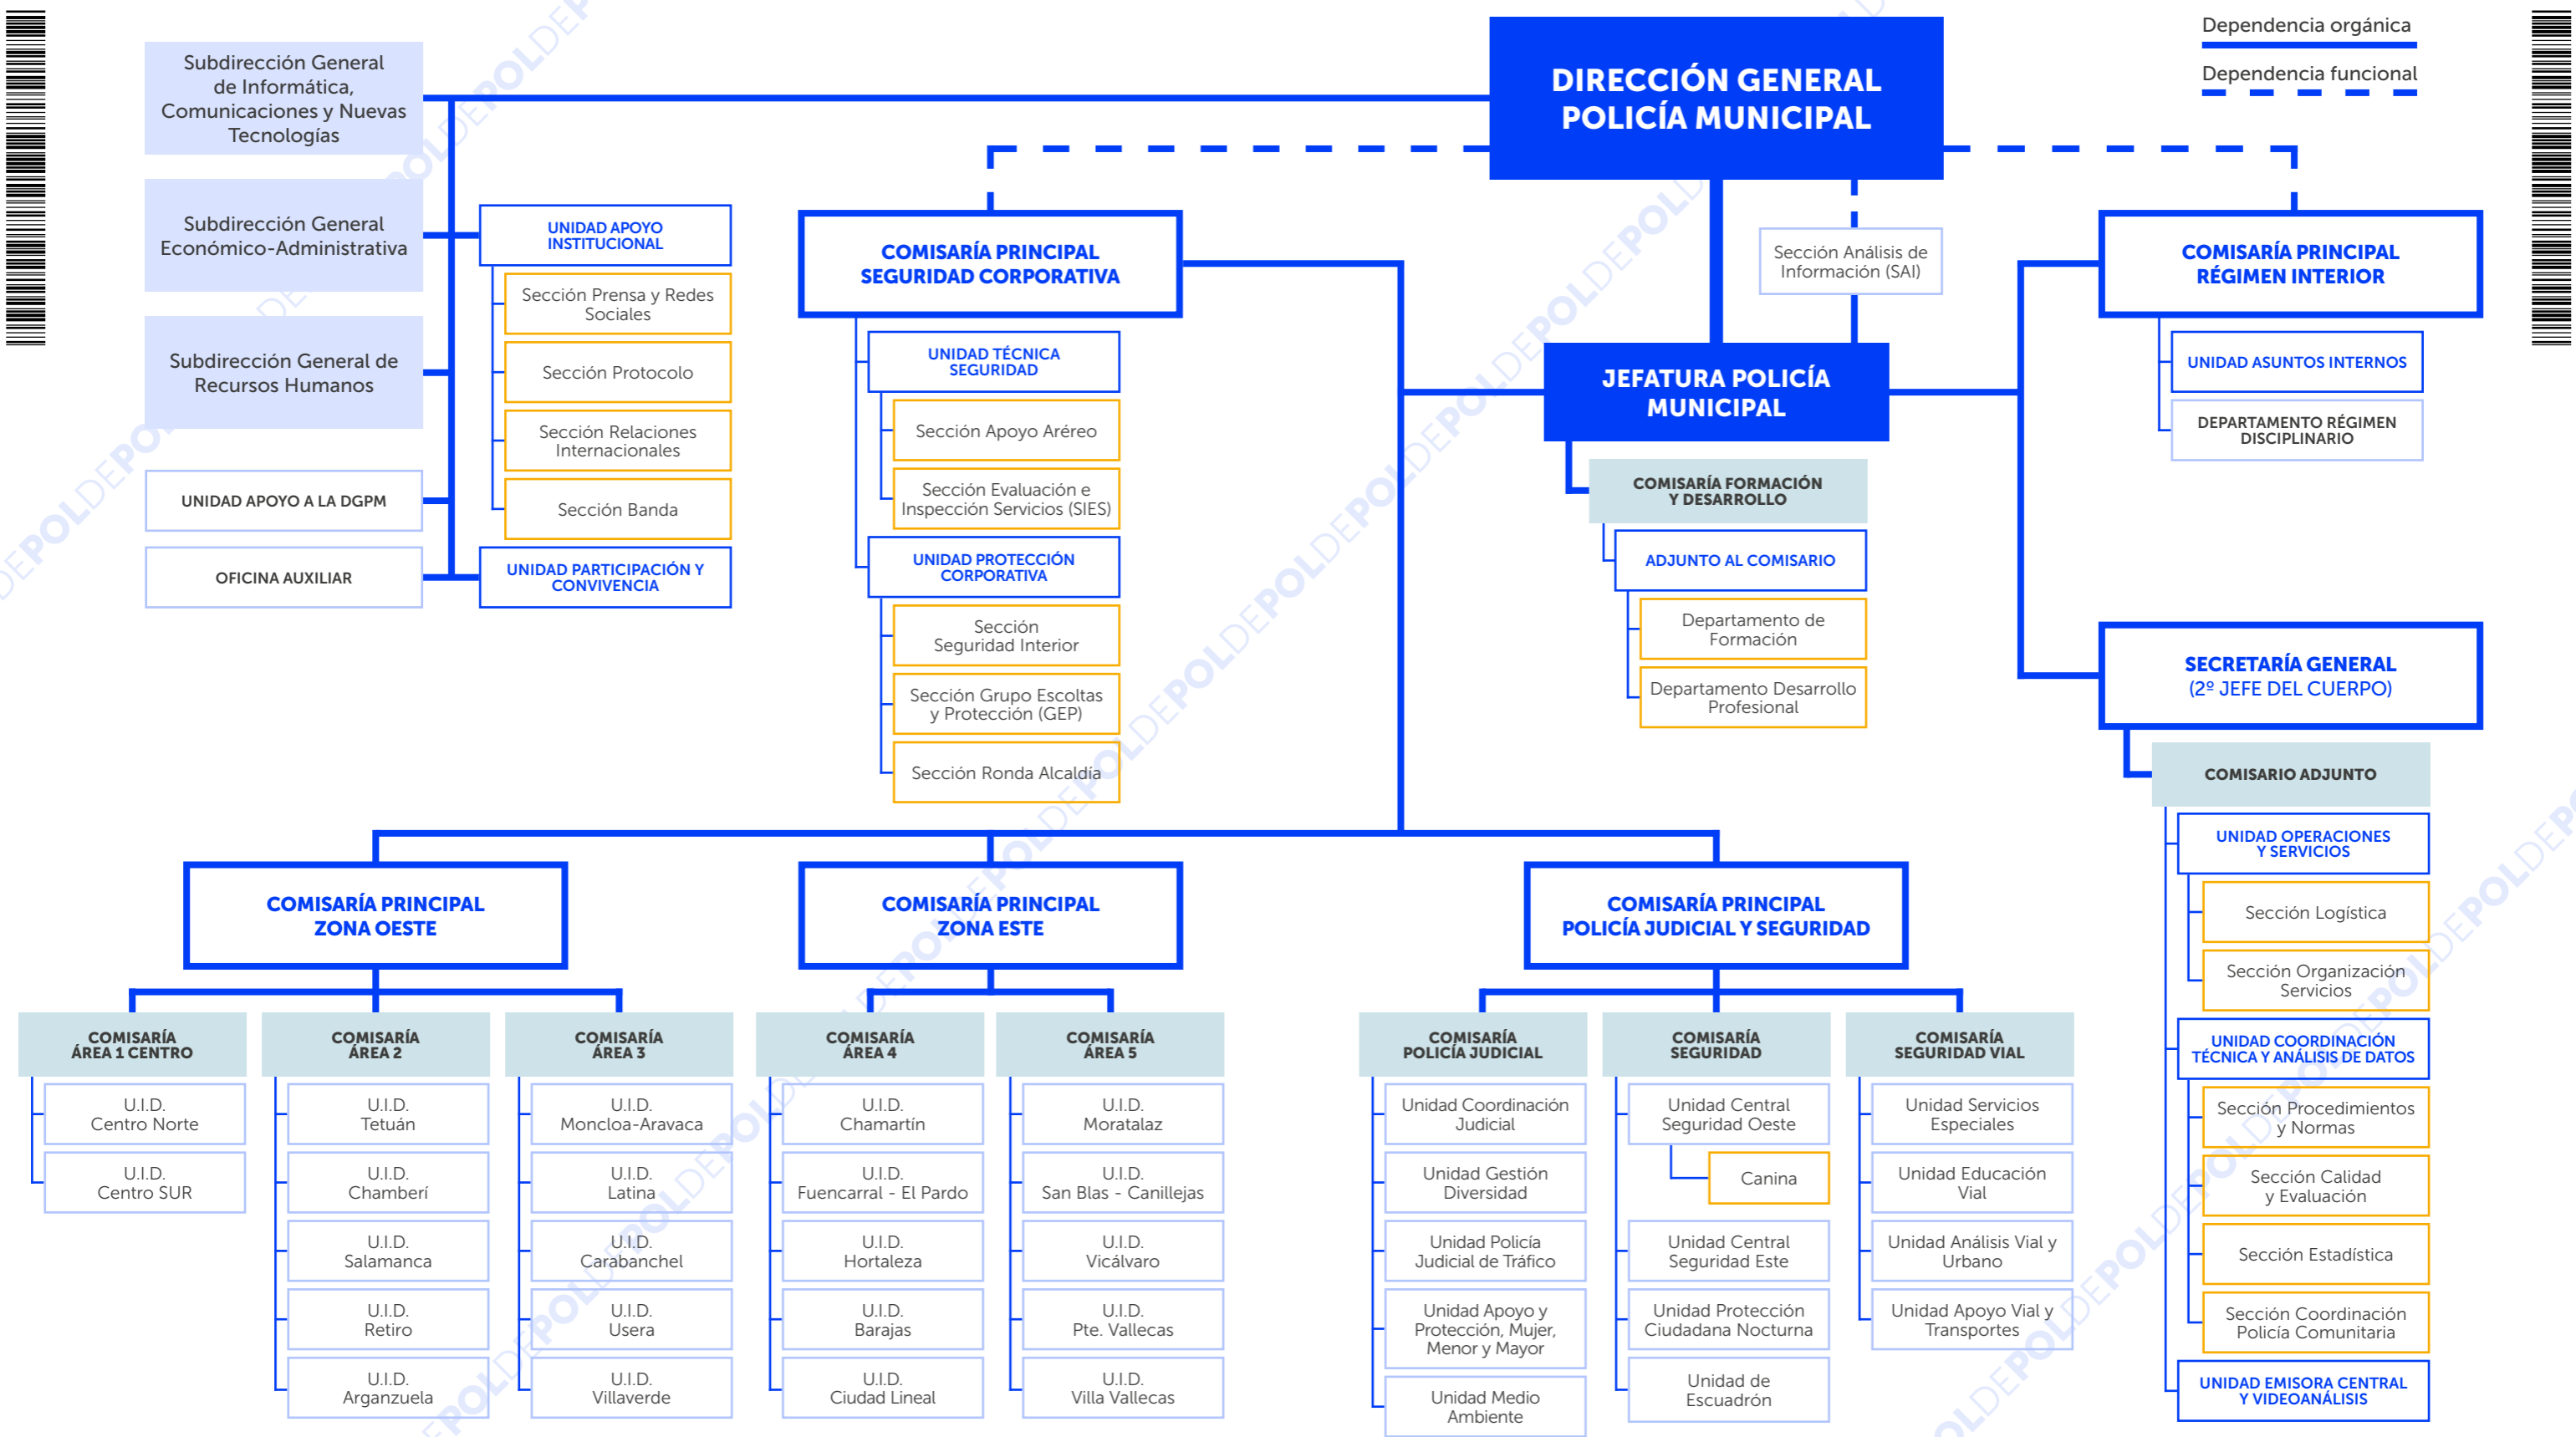 Dependencia orgánica
Dependencia funcional
DIRECCIÓN GENERAL
POLICÍA MUNICIPAL
Subdirección General
de Informática,
Comunicaciones y Nuevas
Tecnologías
Subdirección General
Económico-Administrativa
Subdirección General de
Recursos Humanos
UNIDAD APOYO A LA DGPM
OFICINA AUXILIAR
UNIDAD APOYO
INSTITUCIONAL
Sección Prensa y Redes
Sociales
Sección Protocolo
Sección Relaciones
Internacionales
Sección Banda
UNIDAD PARTICIPACIÓN Y
CONVIVENCIA
COMISARÍA PRINCIPAL
SEGURIDAD CORPORATIVA
UNIDAD TÉCNICA
SEGURIDAD
Sección Apoyo Aréreo
Sección Evaluación e
Inspección Servicios (SIES)
UNIDAD PROTECCIÓN
CORPORATIVA
Sección
Seguridad Interior
Sección Grupo Escoltas
y Protección (GEP)
Sección Ronda Alcaldía
Sección Análisis de
Información (SAI)
JEFATURA POLICÍA
MUNICIPAL
COMISARÍA FORMACIÓN
Y DESARROLLO
ADJUNTO AL COMISARIO
Departamento de
Formación
Departamento Desarrollo
Profesional
COMISARÍA PRINCIPAL
RÉGIMEN INTERIOR
UNIDAD ASUNTOS INTERNOS
DEPARTAMENTO RÉGIMEN
DISCIPLINARIO
SECRETARÍA GENERAL
(2º JEFE DEL CUERPO)
COMISARIO ADJUNTO
UNIDAD OPERACIONES
Y SERVICIOS
Sección Logística
Sección Organización
Servicios
UNIDAD COORDINACIÓN
TÉCNICA Y ANÁLISIS DE DATOS
Sección Procedimientos
y Normas
Sección Calidad
y Evaluación
Sección Estadística
Sección Coordinación
Policía Comunitaria
UNIDAD EMISORA CENTRAL
Y VIDEOANÁLISIS
COMISARÍA PRINCIPAL
ZONA OESTE
COMISARÍA
ÁREA 1 CENTRO
U.I.D.
Centro Norte
U.I.D.
Centro SUR
COMISARÍA
ÁREA 2
U.I.D.
Tetuán
U.I.D.
Chamberí
U.I.D.
Salamanca
U.I.D.
Retiro
U.I.D.
Arganzuela
COMISARÍA
ÁREA 3
U.I.D.
Moncloa-Aravaca
U.I.D.
Latina
U.I.D.
Carabanchel
U.I.D.
Usera
U.I.D.
Villaverde
COMISARÍA PRINCIPAL
ZONA ESTE
COMISARÍA
ÁREA 4
U.I.D.
Chamartín
U.I.D.
Fuencarral - El Pardo
U.I.D.
Hortaleza
U.I.D.
Barajas
U.I.D.
Ciudad Lineal
COMISARÍA
ÁREA 5
U.I.D.
Moratalaz
U.I.D.
San Blas - Canillejas
U.I.D.
Vicálvaro
U.I.D.
Pte. Vallecas
U.I.D.
Villa Vallecas
COMISARÍA PRINCIPAL
POLICÍA JUDICIAL Y SEGURIDAD
COMISARÍA
POLICÍA JUDICIAL
Unidad Coordinación
Judicial
Unidad Gestión
Diversidad
Unidad Policía
Judicial de Tráfico
Unidad Apoyo y
Protección, Mujer,
Menor y Mayor
Unidad Medio
Ambiente
COMISARÍA
SEGURIDAD
Unidad Central
Seguridad Oeste
Canina
Unidad Central
Seguridad Este
Unidad Protección
Ciudadana Nocturna
Unidad de
Escuadrón
COMISARÍA
SEGURIDAD VIAL
Unidad Servicios
Especiales
Unidad Educación
Vial
Unidad Análisis Vial y
Urbano
Unidad Apoyo Vial y
Transportes